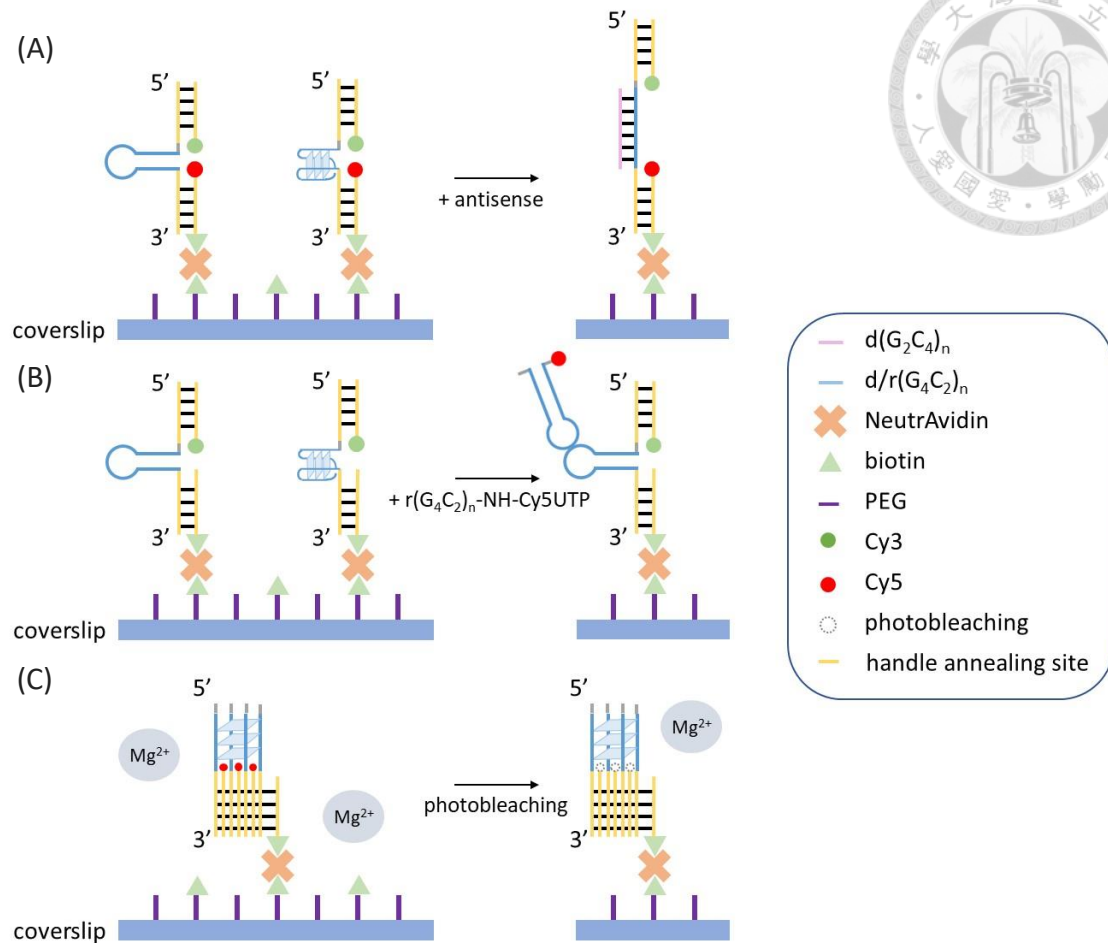 (A)
5’
5’
5’
3’
3’
3’
+ antisense
coverslip
(B)
5’
5’
5’
3’
3’
3’
+ r(G₄C₂)ₙ-NH-Cy5UTP
coverslip
(C)
5’
5’
Mg²⁺
Mg²⁺
Mg²⁺
photobleaching
3’
3’
coverslip
d(G₂C₄)ₙ
d/r(G₄C₂)ₙ
NeutrAvidin
biotin
PEG
Cy3
Cy5
photobleaching
handle annealing site